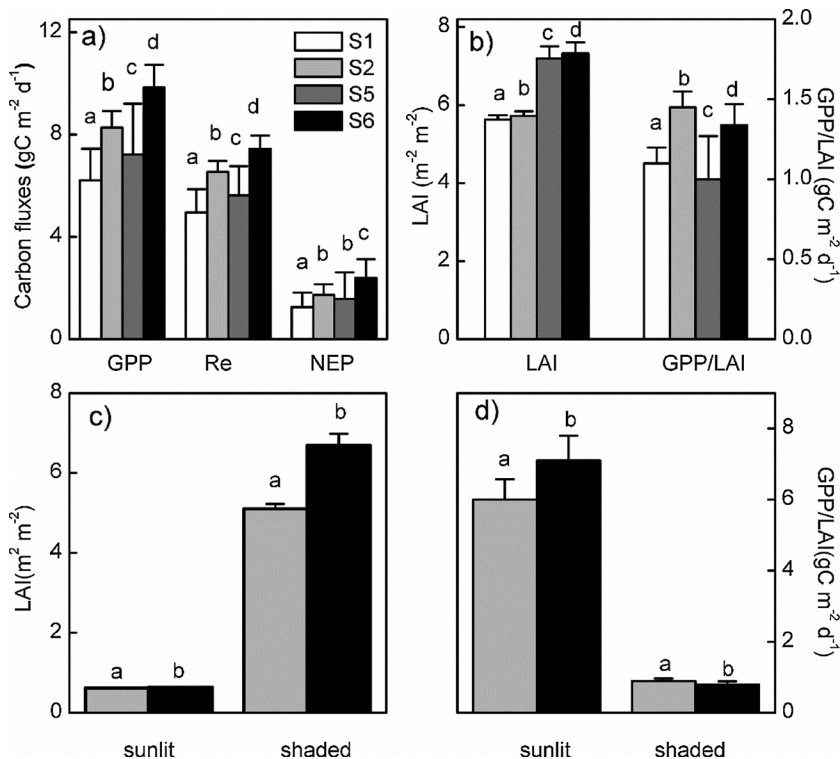 a)
S1
S2
S5
S6
Carbon fluxes (gC m⁻² d⁻¹)
12
8
4
0
a b c d
a b c d
a b b c
GPP Re NEP
b)
LAI (m⁻² m⁻²)
8
6
4
2
0
a b c d
a b c d
2.0
1.5
1.0
0.5
0.0
GPP/LAI (gC m⁻² d⁻¹)
LAI GPP/LAI
c)
LAI(m² m⁻²)
8
6
4
2
0
a b
a b
sunlit shaded
d)
a b
a b
8
6
4
2
0
GPP/LAI(gC m⁻² d⁻¹)
sunlit shaded